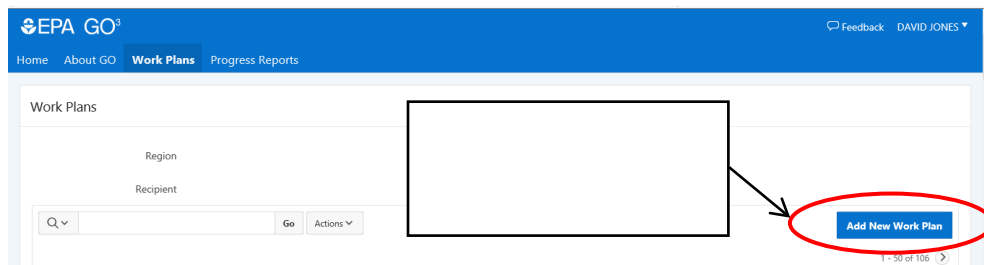 EPA GO³
Feedback DAVID JONES
Home About GO Work Plans Progress Reports
Work Plans
Region
Recipient
Go Actions Add New Work Plan
1 - 50 of 106